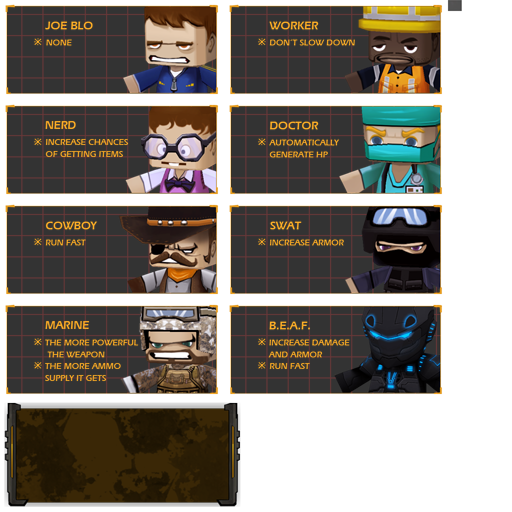 JOE BLO
※ NONE
WORKER
※ DON'T SLOW DOWN
NERD
※ INCREASE CHANCES
OF GETTING ITEMS
DOCTOR
※ AUTOMATICALLY
GENERATE HP
COWBOY
※ RUN FAST
SWAT
※ INCREASE ARMOR
MARINE
※ THE MORE POWERFUL
THE WEAPON
※ THE MORE AMMO
SUPPLY IT GETS
B.E.A.F.
※ INCREASE DAMAGE
AND ARMOR
※ RUN FAST